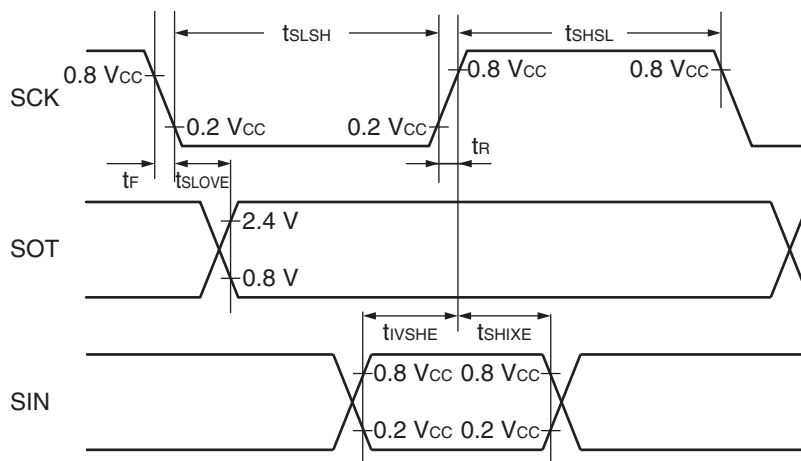 tSLSH tSHSL
0.8 VCC 0.8 VCC 0.8 VCC
SCK
0.2 VCC 0.2 VCC
tF tSLOVE tR
2.4 V
SOT
0.8 V
tIVSHE tSHIXE
0.8 VCC 0.8 VCC
SIN
0.2 VCC 0.2 VCC